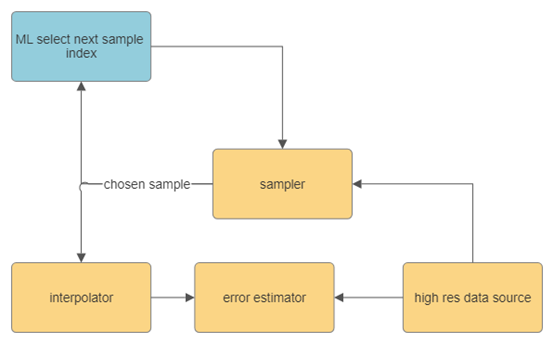 ML select next sample
index
chosen sample
sampler
interpolator
error estimator
high res data source